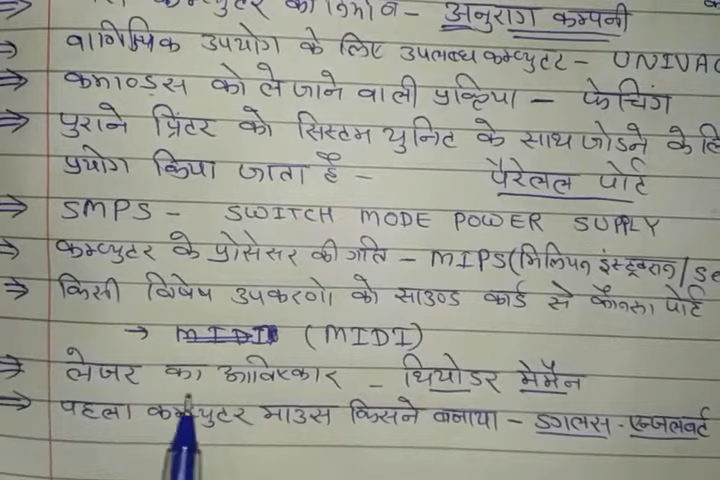 कम्प्युटर का निर्माव - अनुराग कम्पनी
⇒ वाणिज्यिक उपयोग के लिए उपलब्ध कम्प्युटर - UNIVAC
⇒ कमाण्ड्स को ले जाने वाली प्रक्रिया - फेचिंग
⇒ पुराने प्रिंटर को सिस्टम युनिट के साथ जोडने के
प्रयोग किया जाता है - पैरेलल पोर्ट
⇒ SMPS - SWITCH MODE POWER SUPPLY
⇒ कम्प्युटर के प्रोसेसर की गति - MIPS(मिलियन इंस्ट्रक्शन/Se
⇒ किसी विषेष उपकरणो को साउण्ड कार्ड से कौनसा पोर्ट
→ (MIDI)
⇒ लेजर का आविष्कार - थियोडर मेमैन
⇒ पहला कम्प्युटर माउस किसने बनाया - डगलस - एन्जलबर्ट